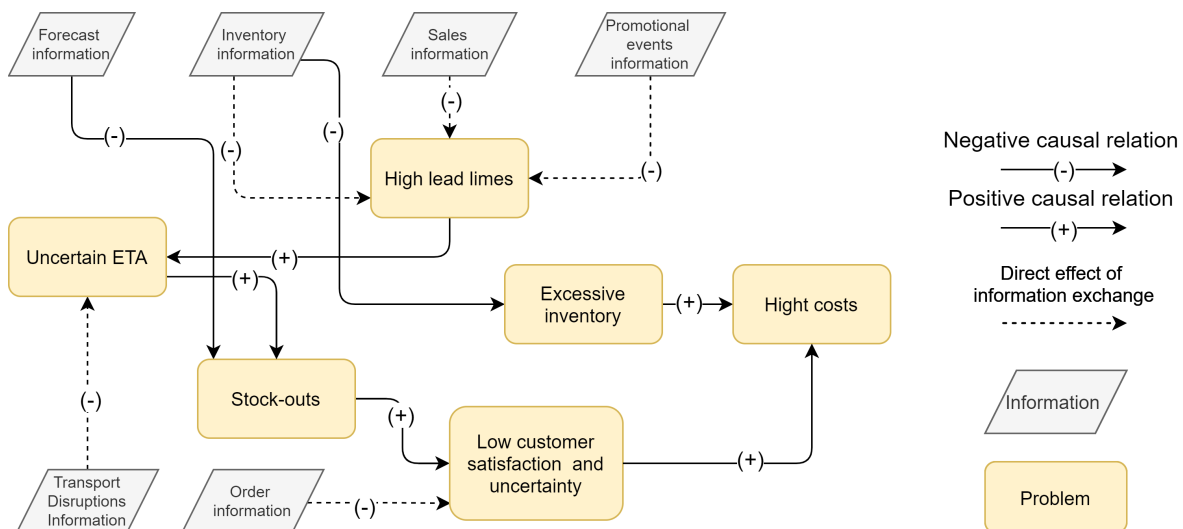 Forecast
information
Inventory
information
Sales
information
Promotional
events
information
(-)
(-)
(-)
(-)
(-)
High lead limes
Negative causal relation
(-)
Positive causal relation
(+)
Direct effect of
information exchange
Uncertain ETA
(+)
(+)
Excessive
inventory
(+)
Hight costs
Stock-outs
(-)
(+)
Low customer
satisfaction and
uncertainty
(+)
Information
Problem
Transport
Disruptions
Information
Order
information
(-)